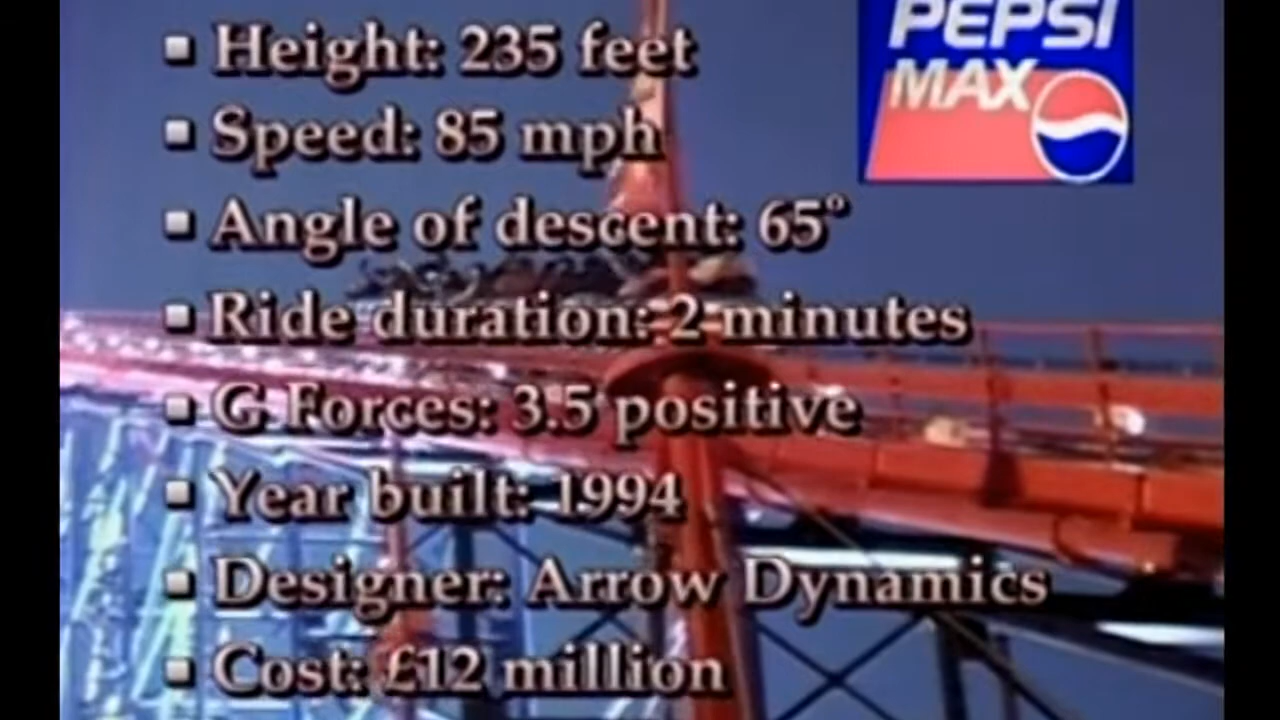 PEPSI
MAX
▪ Height: 235 feet
▪ Speed: 85 mph
▪ Angle of descent: 65°
▪ Ride duration: 2 minutes
▪ G Forces: 3.5 positive
▪ Year built: 1994
▪ Designer: Arrow Dynamics
▪ Cost: £12 million